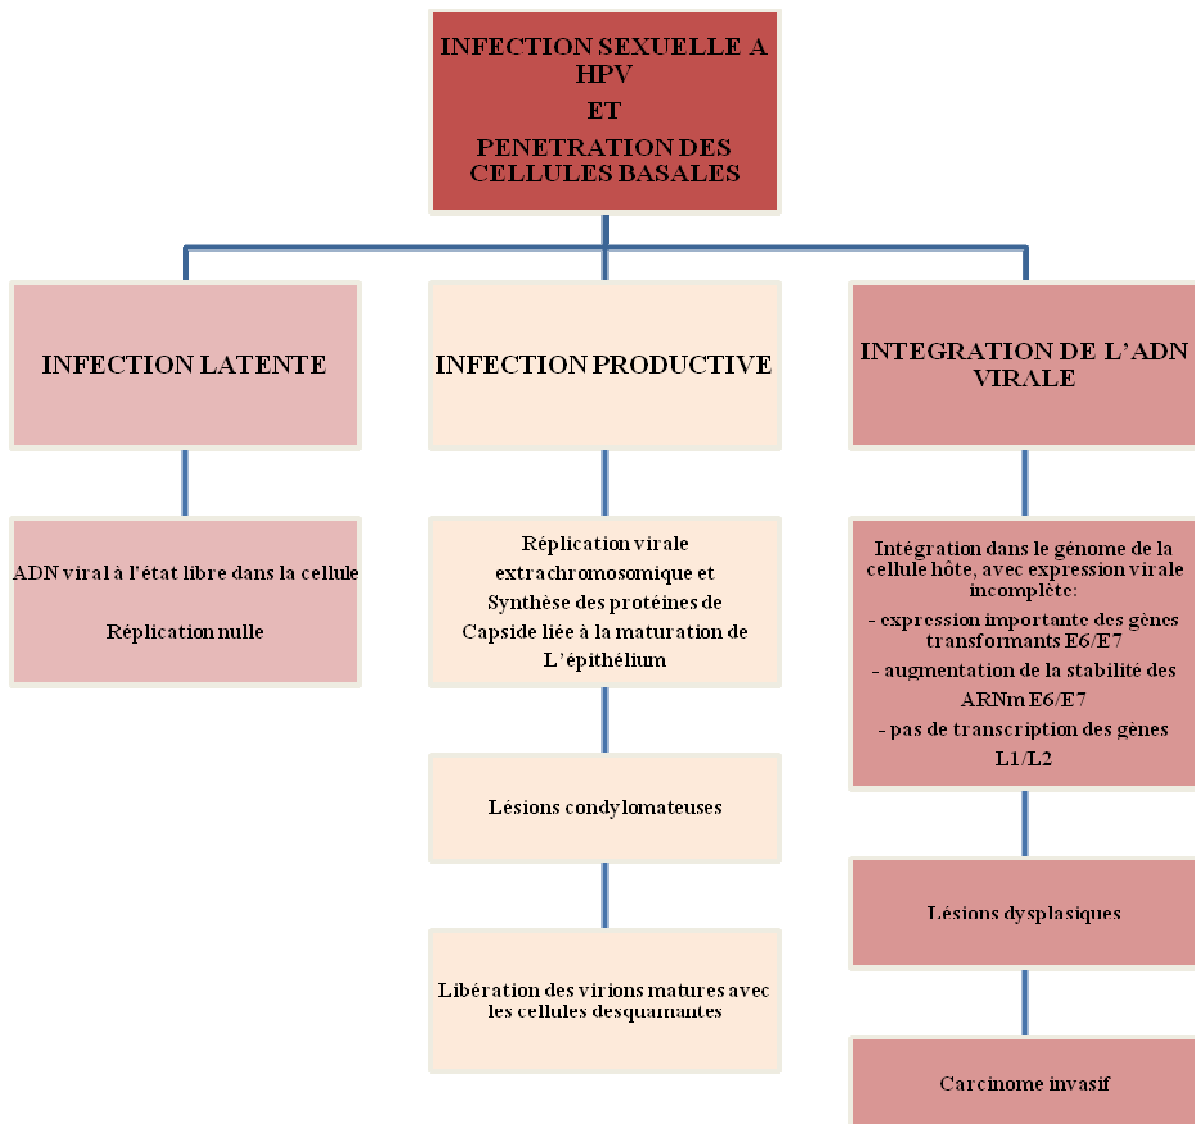 INFECTION SEXUELLE A
HPV
ET
PENETRATION DES
CELLULES BASALES
INFECTION LATENTE
ADN viral à l'état libre dans la cellule
Réplication nulle
INFECTION PRODUCTIVE
Réplication virale
extrachromosomique et
Synthèse des protéines de
Capside liée à la maturation de
L'épithélium
Lésions condylomateuses
Libération des virions matures avec
les cellules desquamantes
INTEGRATION DE L'ADN
VIRALE
Intégration dans le génome de la
cellule hôte, avec expression virale
incomplète:
- expression importante des gènes
transformants E6/E7
- augmentation de la stabilité des
ARNm E6/E7
- pas de transcription des gènes
L1/L2
Lésions dysplasiques
Carcinome invasif